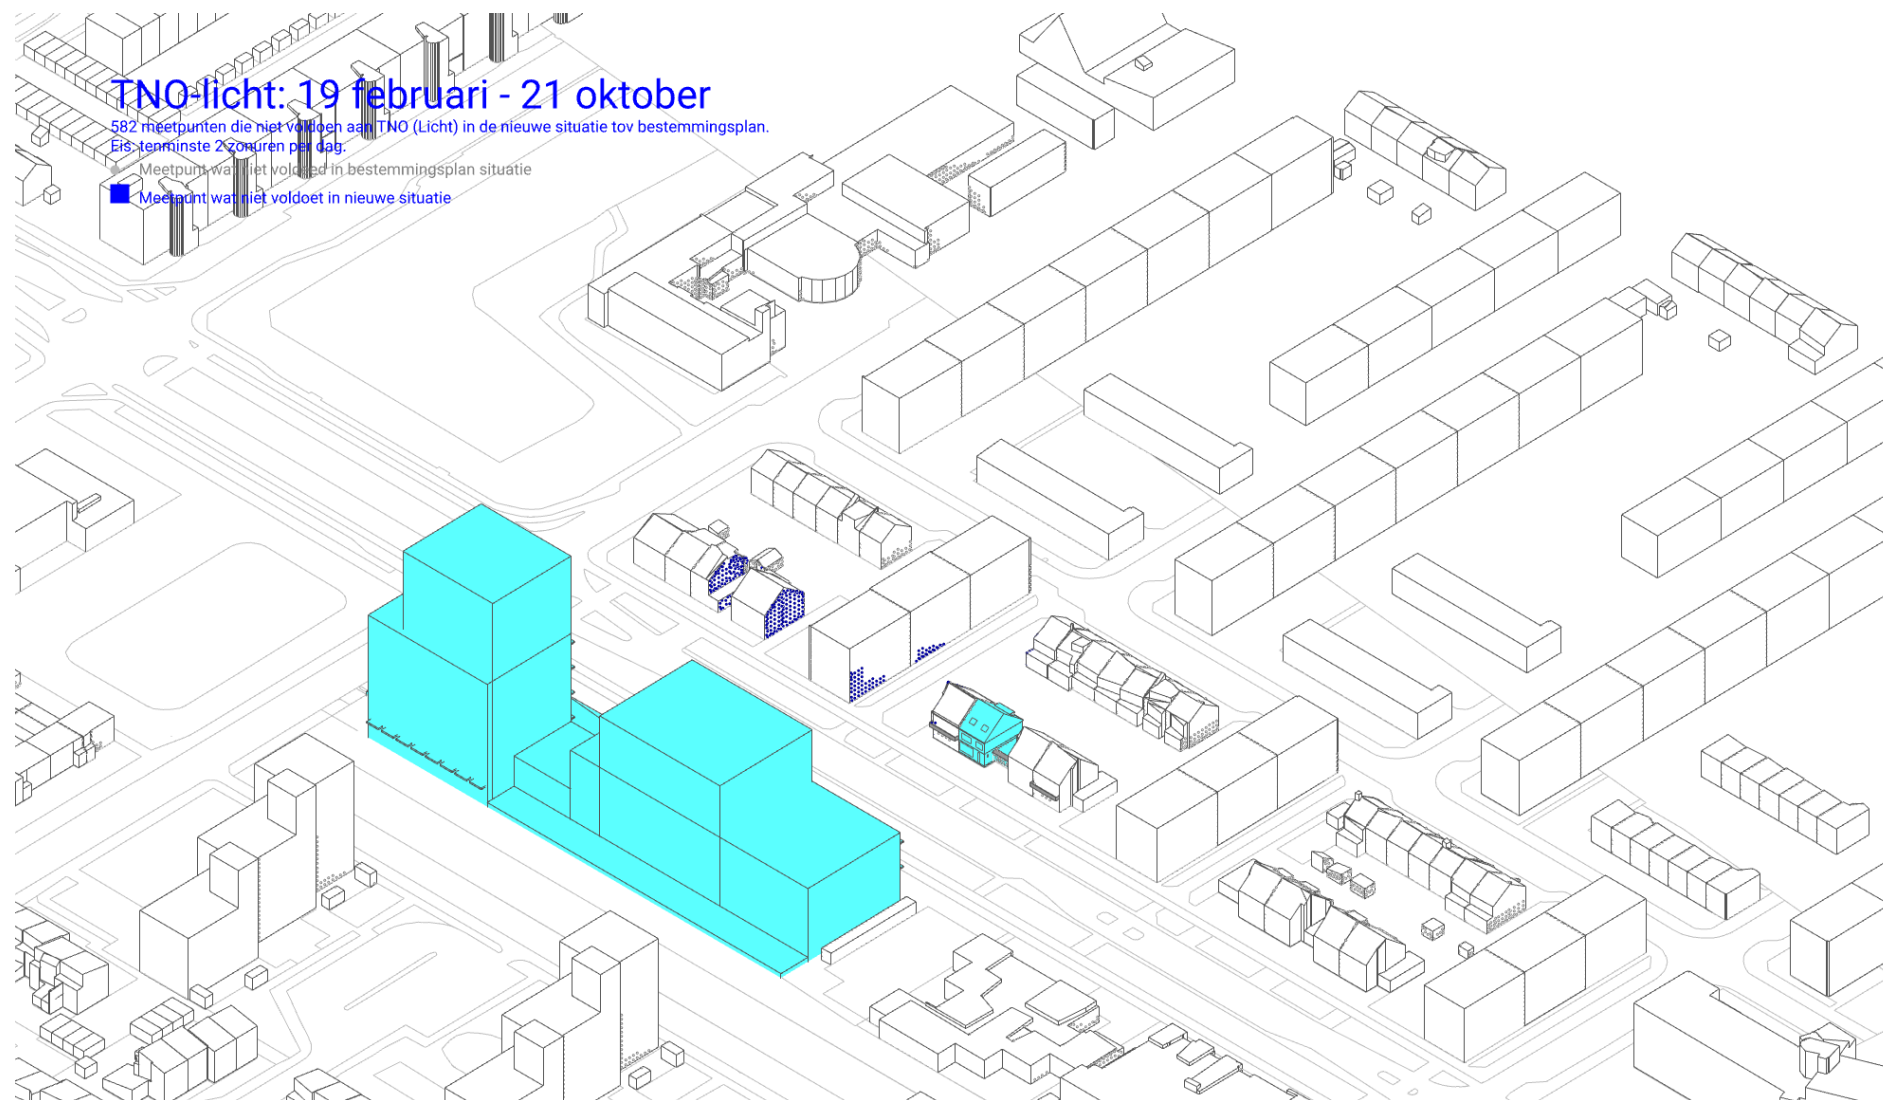 TNO-licht: 19 februari - 21 oktober
582 meetpunten die niet voldoen aan TNO (Licht) in de nieuwe situatie tov bestemmingsplan.
Eis: tenminste 2 zonuren per dag.
Meetpunt wat niet voldeed in bestemmingsplan situatie
Meetpunt wat niet voldoet in nieuwe situatie